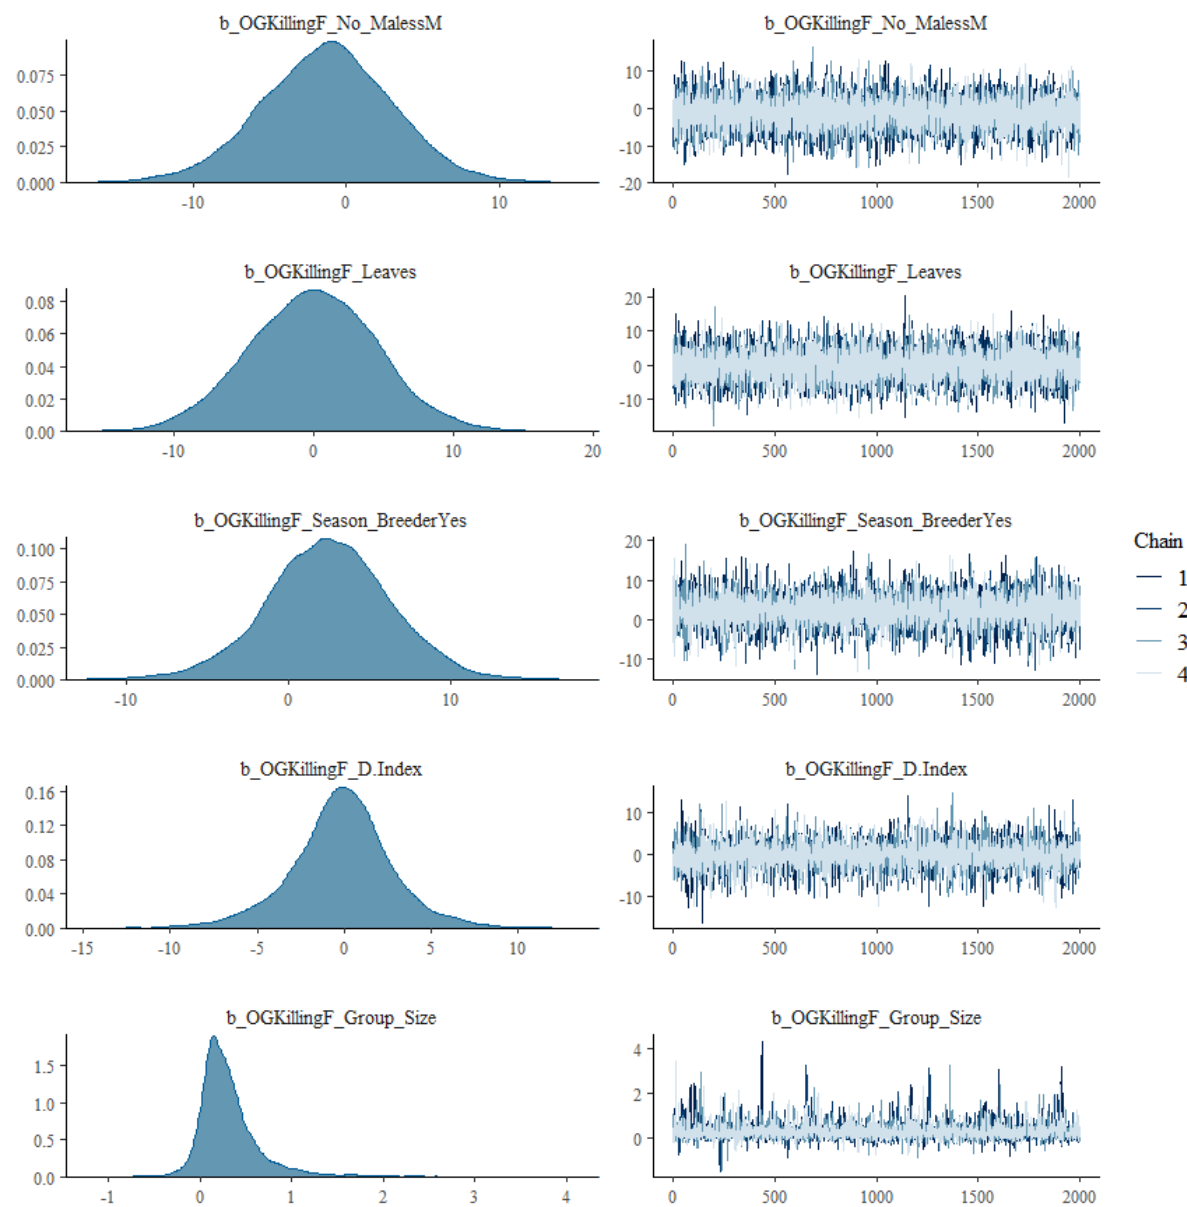 b_OGKillingF_No_MalessM
0.075
0.050
0.025
0.000
-10 0 10
b_OGKillingF_No_MalessM
10
0
-10
-20
0 500 1000 1500 2000
b_OGKillingF_Leaves
0.08
0.06
0.04
0.02
0.00
-10 0 10 20
b_OGKillingF_Leaves
20
10
0
-10
0 500 1000 1500 2000
b_OGKillingF_Season_BreederYes
0.100
0.075
0.050
0.025
0.000
-10 0 10
b_OGKillingF_Season_BreederYes
20
10
0
-10
0 500 1000 1500 2000
Chain
1
2
3
4
b_OGKillingF_D.Index
0.16
0.12
0.08
0.04
0.00
-15 -10 -5 0 5 10
b_OGKillingF_D.Index
10
0
-10
0 500 1000 1500 2000
b_OGKillingF_Group_Size
1.5
1.0
0.5
0.0
-1 0 1 2 3 4
b_OGKillingF_Group_Size
4
2
0
0 500 1000 1500 2000